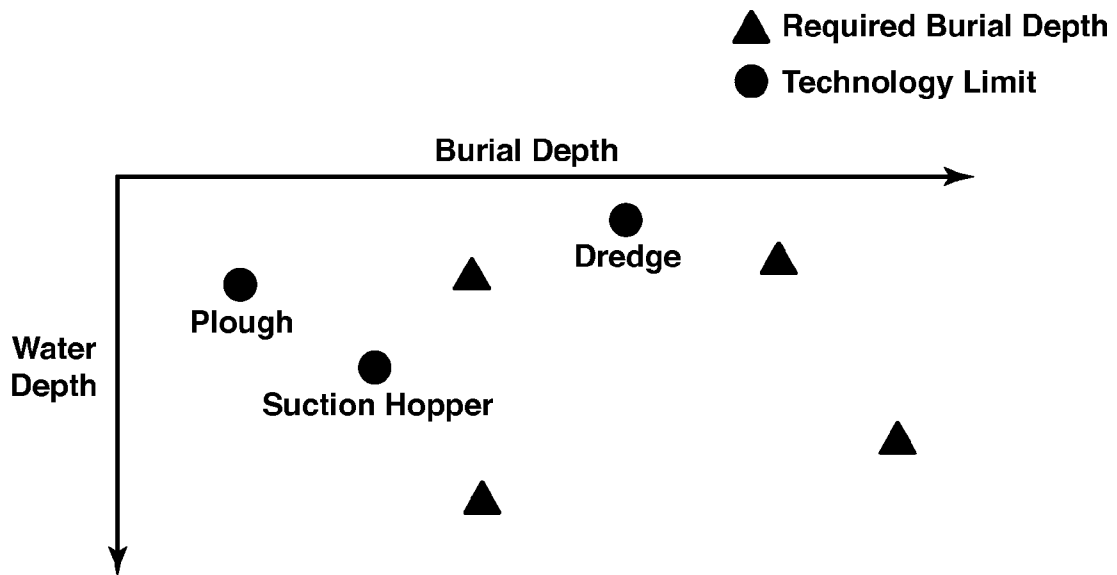 Required Burial Depth
Technology Limit
Burial Depth
Dredge
Plough
Water
Depth
Suction Hopper